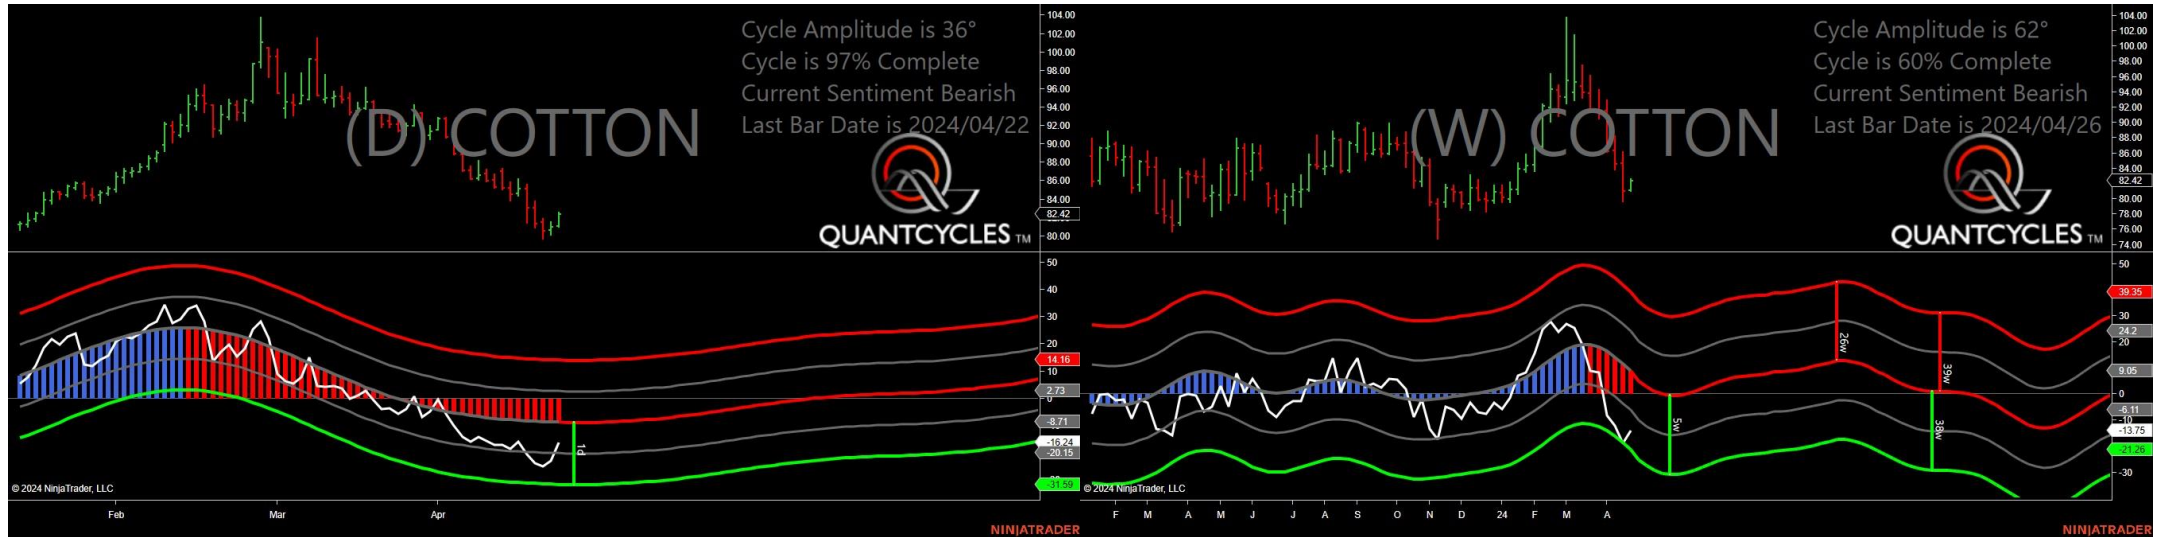 Cycle Amplitude is 36°
Cycle is 97% Complete
Current Sentiment Bearish
Last Bar Date is 2024/04/22
(D) COTTON
QUANTCYCLES TM
104.00
102.00
100.00
98.00
96.00
94.00
92.00
90.00
88.00
86.00
84.00
82.42
80.00
50
40
30
20
14.16
10
2.73
0
-8.71
-16.24
-20.15
-31.59
1d
© 2024 NinjaTrader, LLC
Feb Mar Apr
NINJATRADER
Cycle Amplitude is 62°
Cycle is 60% Complete
Current Sentiment Bearish
Last Bar Date is 2024/04/26
(W) COTTON
QUANTCYCLES TM
104.00
102.00
100.00
98.00
96.00
94.00
92.00
90.00
88.00
86.00
84.00
82.42
80.00
78.00
76.00
74.00
50
39.35
30
24.2
20
9.05
0
-6.11
-10
-13.75
-21.26
-30
5w
26w
39w
38w
© 2024 NinjaTrader, LLC
F M A M J J A S O N D 24 F M A
NINJATRADER